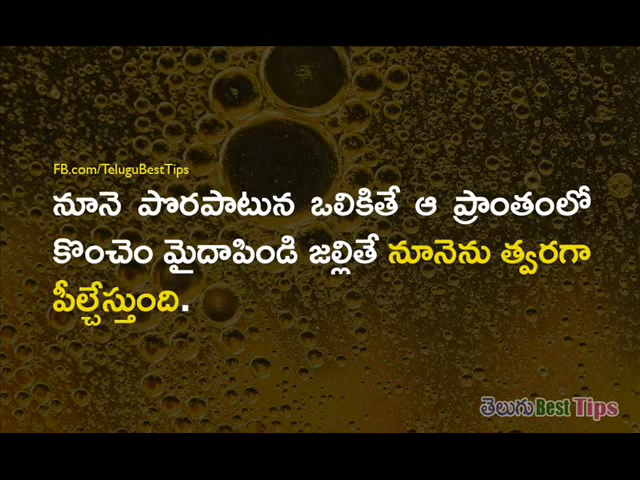 FB.com/TeluguBestTips
నూనె పొరపాటున ఒలికితే ఆ ప్రాంతంలో
కొంచెం మైదాపిండి జల్లితే నూనెను త్వరగా
పీల్చేస్తుంది.
తెలుగు Best Tips